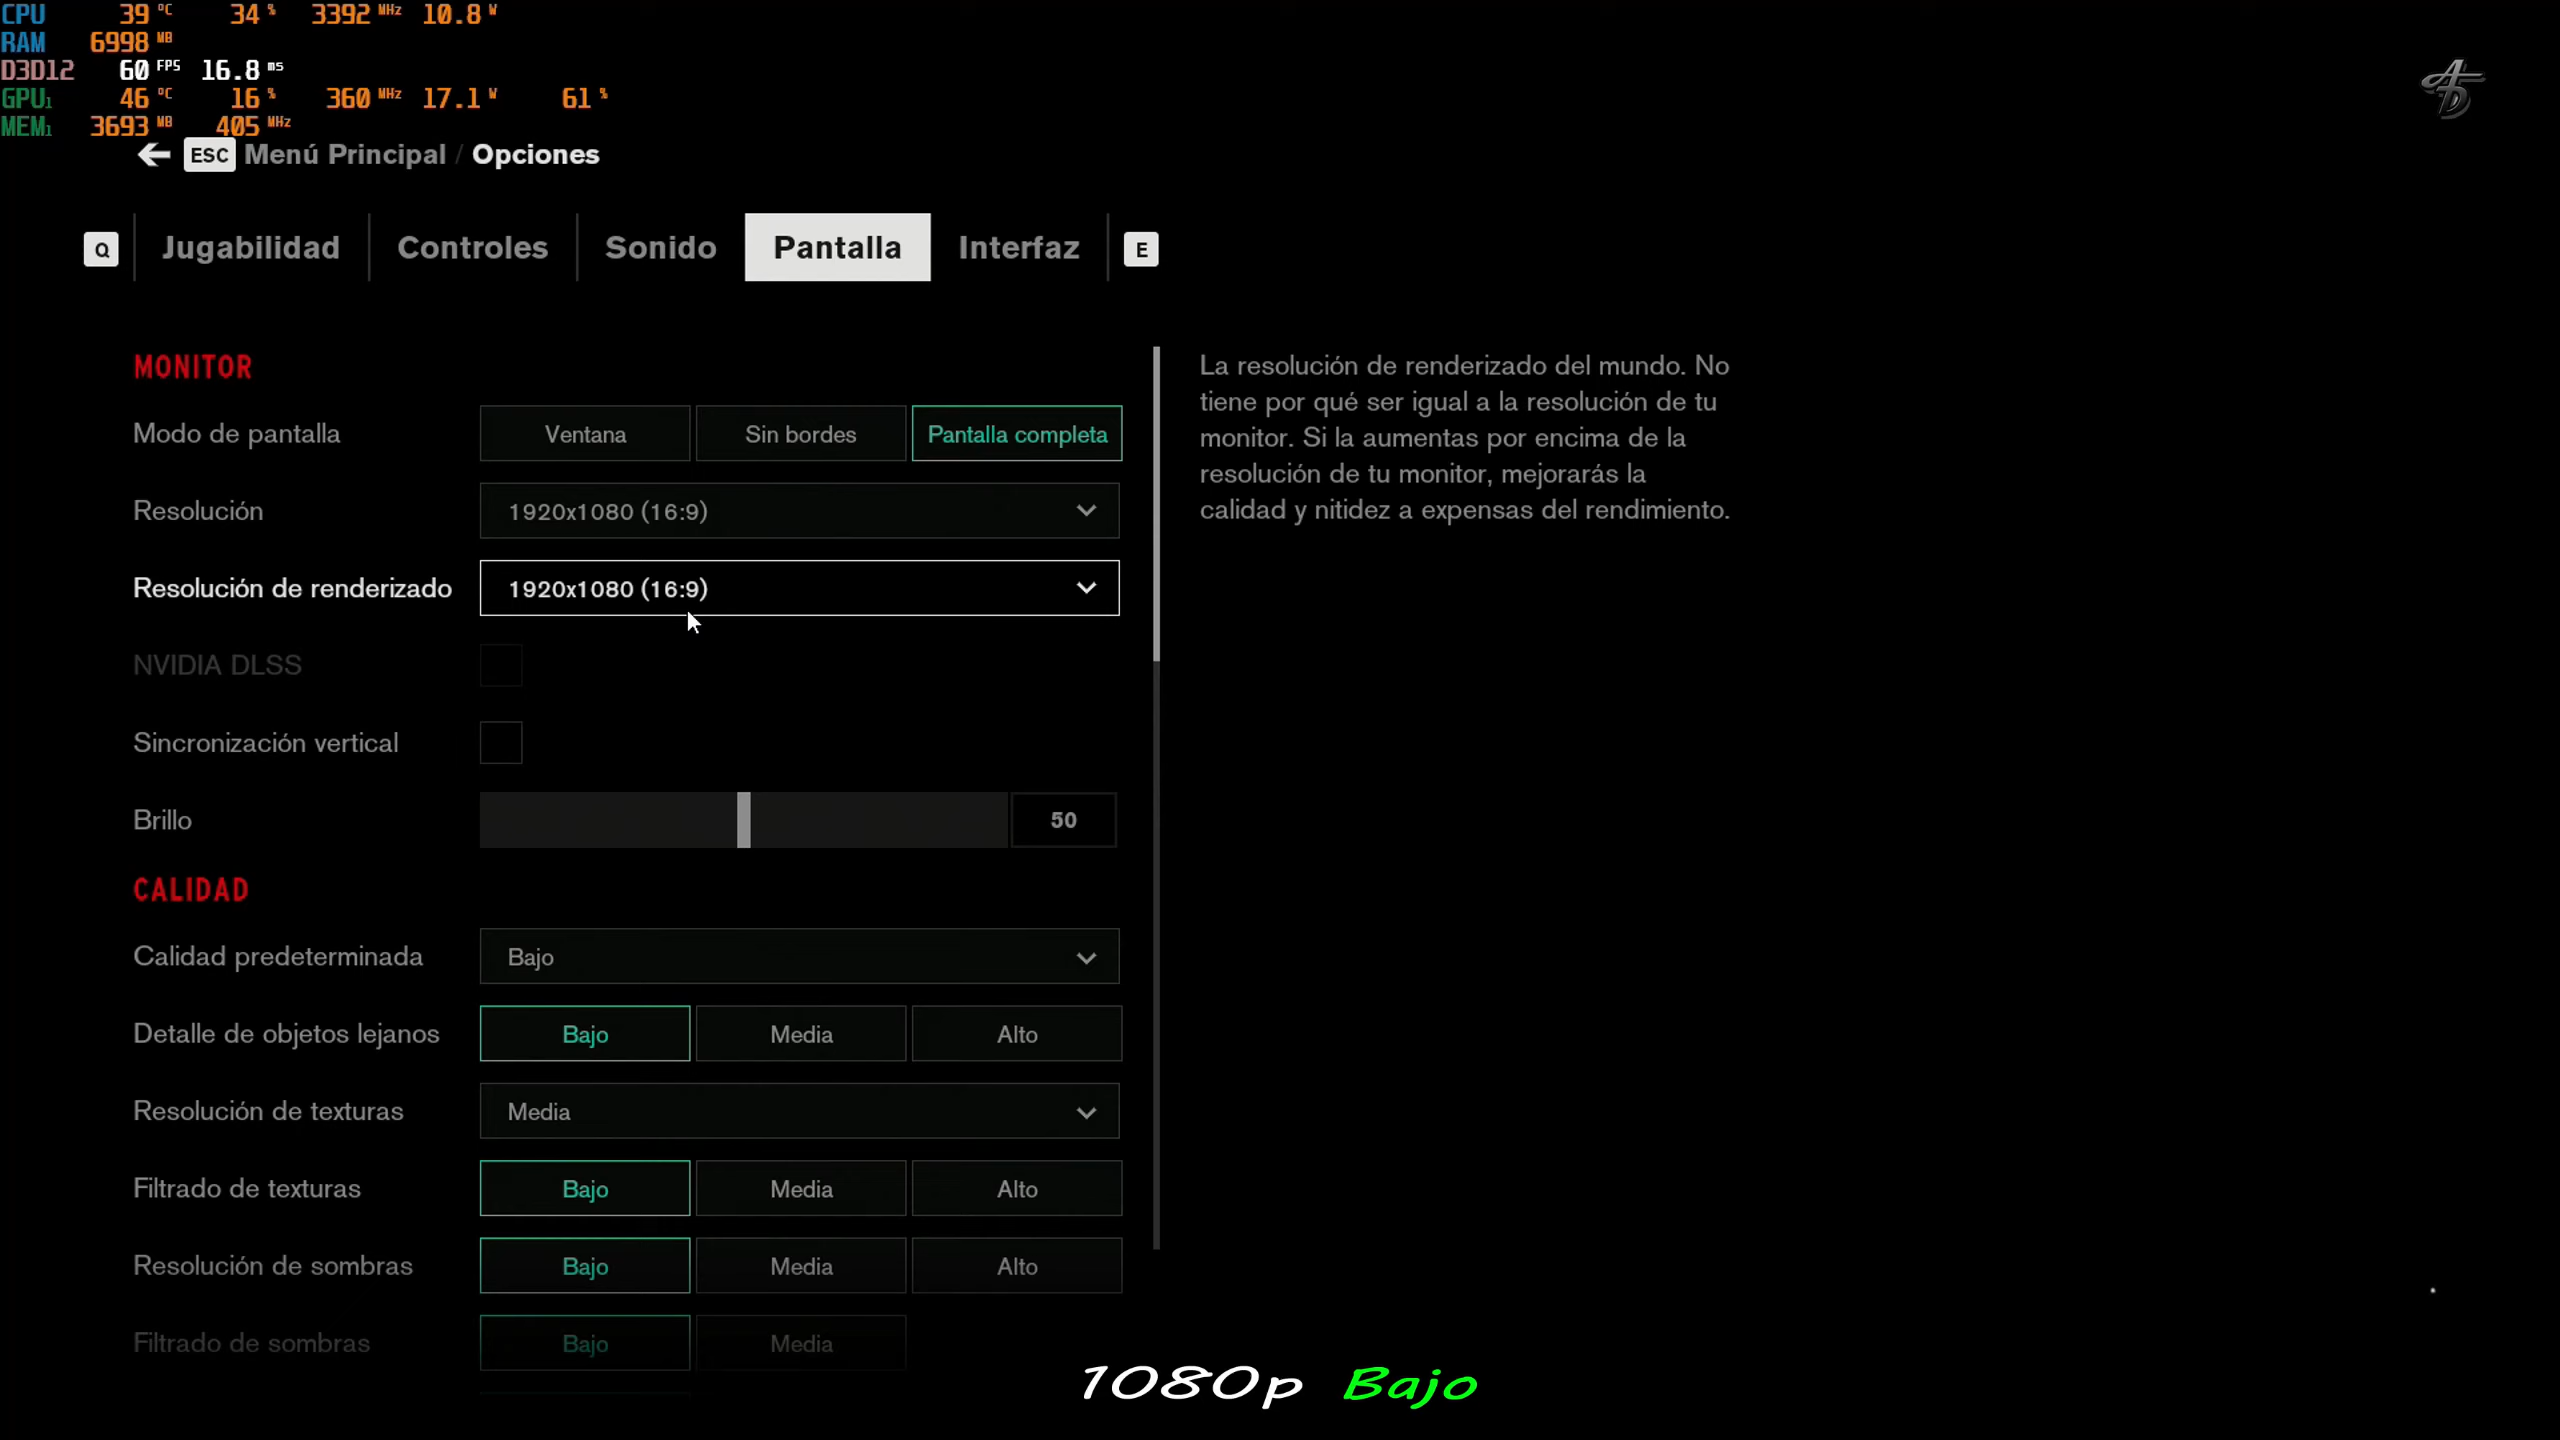 CPU 39 °C 34 % 3392 MHz 10.8 W
RAM 6998 MB
D3D12 60 FPS 16.8 ms
GPU1 46 °C 16 % 360 MHz 17.1 W 61 %
MEM1 3693 MB 405 MHz
ESC Menú Principal / Opciones
Q Jugabilidad Controles Sonido Pantalla Interfaz E
MONITOR
Modo de pantalla Ventana Sin bordes Pantalla completa
Resolución 1920x1080 (16:9)
Resolución de renderizado 1920x1080 (16:9)
NVIDIA DLSS
Sincronización vertical
Brillo 50
CALIDAD
Calidad predeterminada Bajo
Detalle de objetos lejanos Bajo Media Alto
Resolución de texturas Media
Filtrado de texturas Bajo Media Alto
Resolución de sombras Bajo Media Alto
Filtrado de sombras Bajo Media
La resolución de renderizado del mundo. No
tiene por qué ser igual a la resolución de tu
monitor. Si la aumentas por encima de la
resolución de tu monitor, mejorarás la
calidad y nitidez a expensas del rendimiento.
1080p Bajo